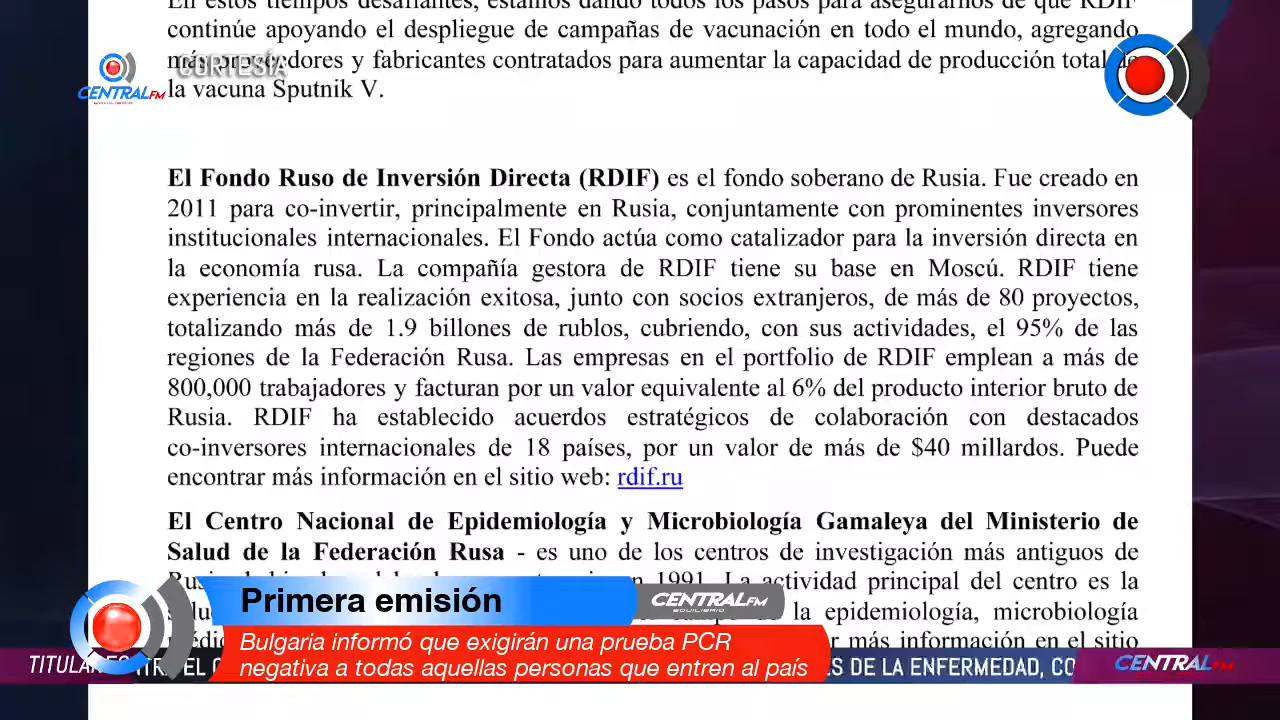 En estos tiempos desafiantes, estamos dando todos los pasos para asegurarnos de que RDIF
continúe apoyando el despliegue de campañas de vacunación en todo el mundo, agregando
más proveedores y fabricantes contratados para aumentar la capacidad de producción total de
la vacuna Sputnik V.
CORTESÍA
CENTRAL FM
El Fondo Ruso de Inversión Directa (RDIF) es el fondo soberano de Rusia. Fue creado en
2011 para co-invertir, principalmente en Rusia, conjuntamente con prominentes inversores
institucionales internacionales. El Fondo actúa como catalizador para la inversión directa en
la economía rusa. La compañía gestora de RDIF tiene su base en Moscú. RDIF tiene
experiencia en la realización exitosa, junto con socios extranjeros, de más de 80 proyectos,
totalizando más de 1.9 billones de rublos, cubriendo, con sus actividades, el 95% de las
regiones de la Federación Rusa. Las empresas en el portfolio de RDIF emplean a más de
800,000 trabajadores y facturan por un valor equivalente al 6% del producto interior bruto de
Rusia. RDIF ha establecido acuerdos estratégicos de colaboración con destacados
co-inversores internacionales de 18 países, por un valor de más de $40 millardos. Puede
encontrar más información en el sitio web: rdif.ru
El Centro Nacional de Epidemiología y Microbiología Gamaleya del Ministerio de
Salud de la Federación Rusa - es uno de los centros de investigación más antiguos de
1991. La actividad principal del centro es la
la epidemiología, microbiología
más información en el sitio
Primera emisión
CENTRAL FM
EQUILIBRIO
Bulgaria informó que exigirán una prueba PCR
negativa a todas aquellas personas que entren al país
EL
DE LA ENFERMEDAD, CO
CENTRAL FM